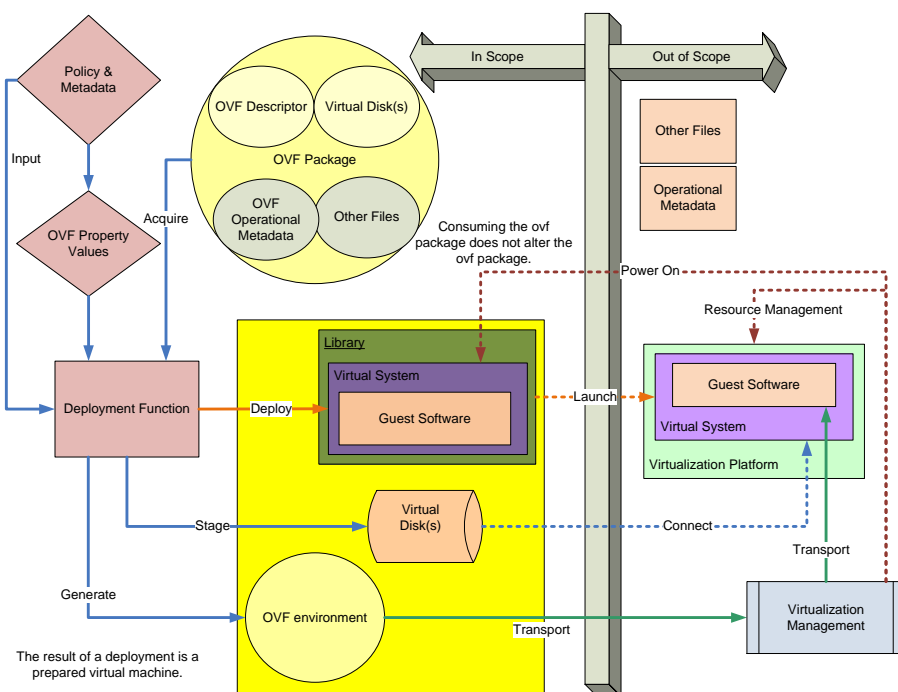 In Scope
Out of Scope
Policy &
Metadata
OVF Descriptor
Virtual Disk(s)
OVF Package
Other Files
Input
OVF
Operational
Metadata
Other Files
Operational
Metadata
Acquire
OVF Property
Values
Consuming the ovf
package does not alter the
ovf package.
Power On
Resource Management
Library
Virtual System
Guest Software
Deployment Function
Deploy
Launch
Guest Software
Virtual System
Virtualization Platform
Stage
Virtual
Disk(s)
Connect
Transport
Generate
OVF environment
Transport
Virtualization
Management
The result of a deployment is a
prepared virtual machine.